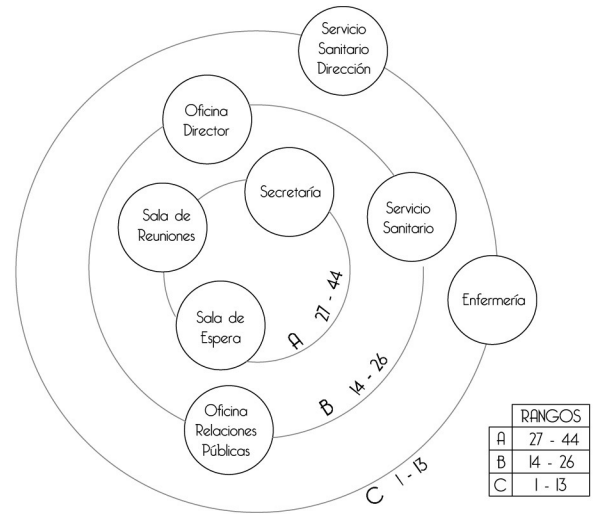 Servicio
Sanitario
Dirección
Oficina
Director
Secretaría
Sala de
Reuniones
Servicio
Sanitario
Enfermería
Sala de
Espera
A 27 - 44
B 14 - 26
C 1 - 13
Oficina
Relaciones
Públicas
RANGOS
A 27 - 44
B 14 - 26
C 1 - 13